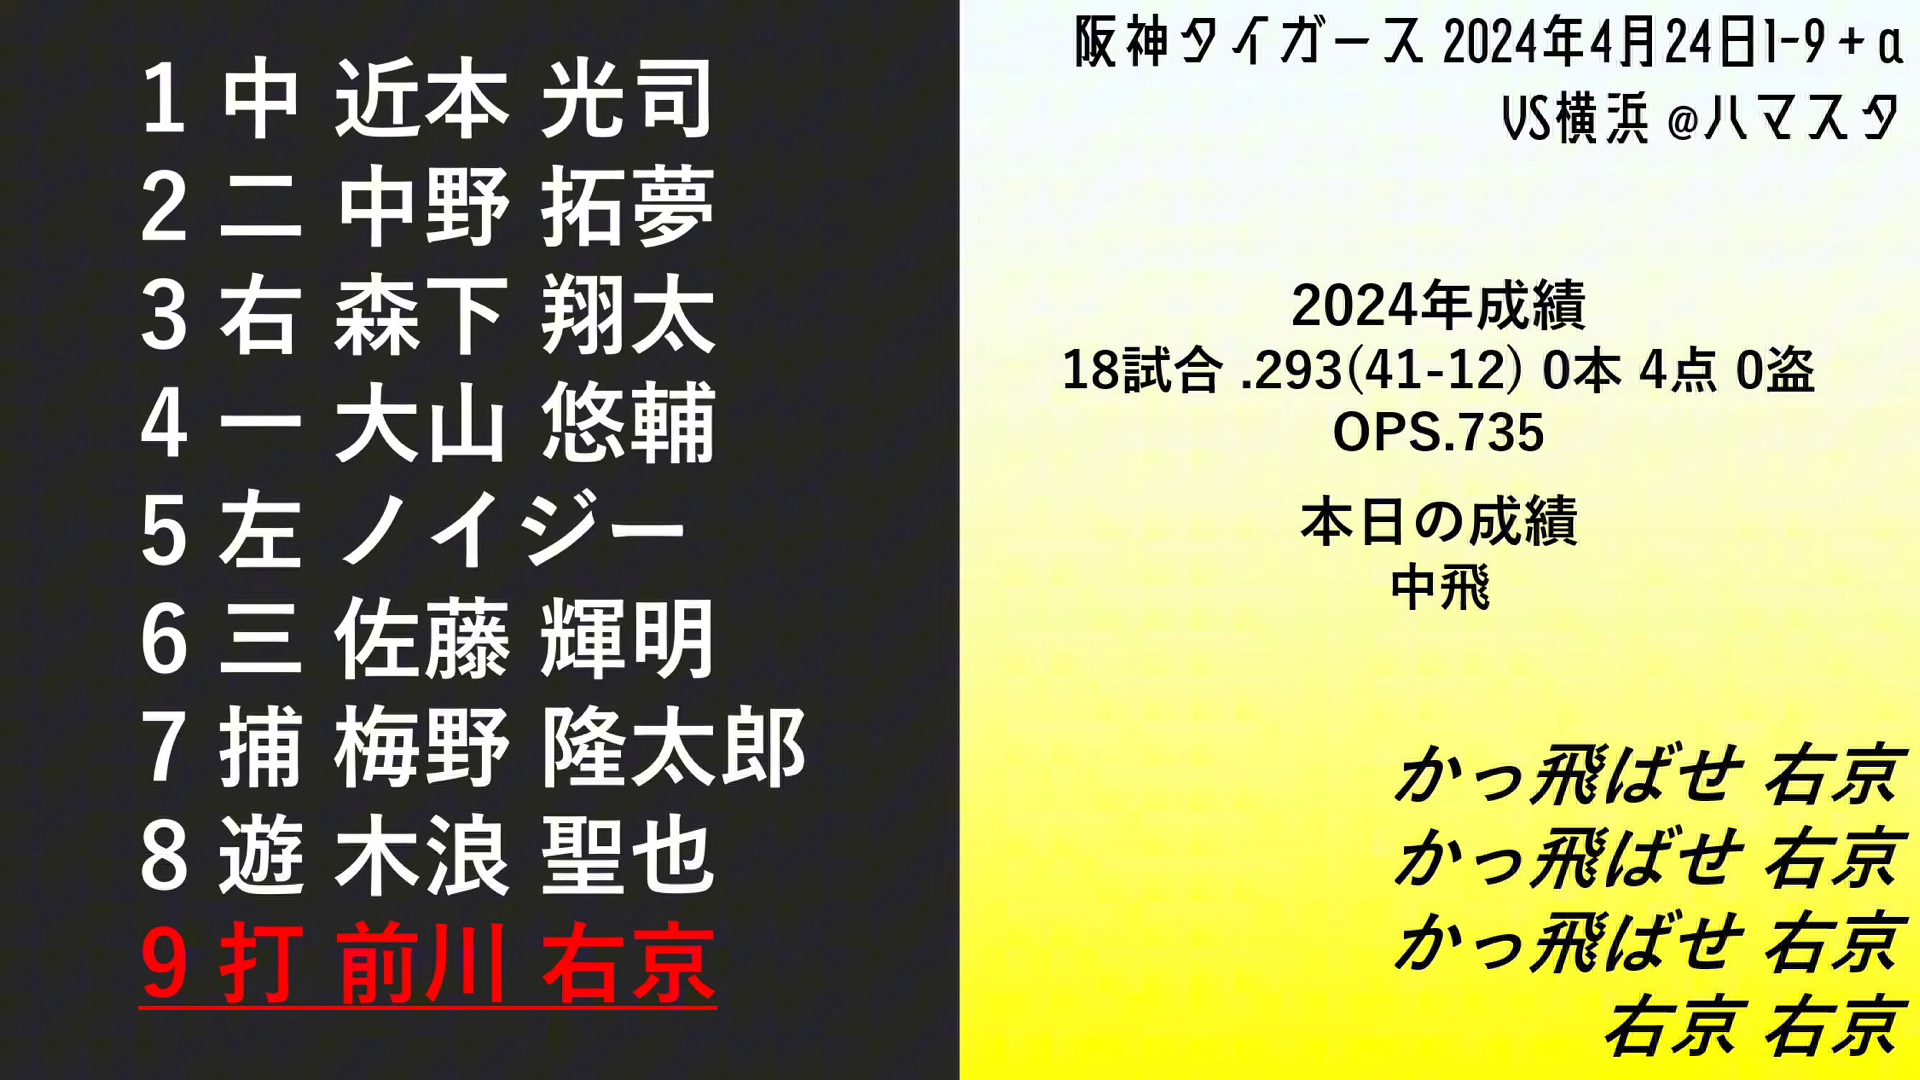 1 中 近本 光司
2 二 中野 拓夢
3 右 森下 翔太
4 一 大山 悠輔
5 左 ノイジー
6 三 佐藤 輝明
7 捕 梅野 隆太郎
8 遊 木浪 聖也
9 打 前川 右京
阪神タイガース 2024年4月24日1-9+α
VS横浜 @ハマスタ
2024年成績
18試合 .293(41-12) 0本 4点 0盗
OPS.735
本日の成績
中飛
かっ飛ばせ 右京
かっ飛ばせ 右京
かっ飛ばせ 右京
右京 右京